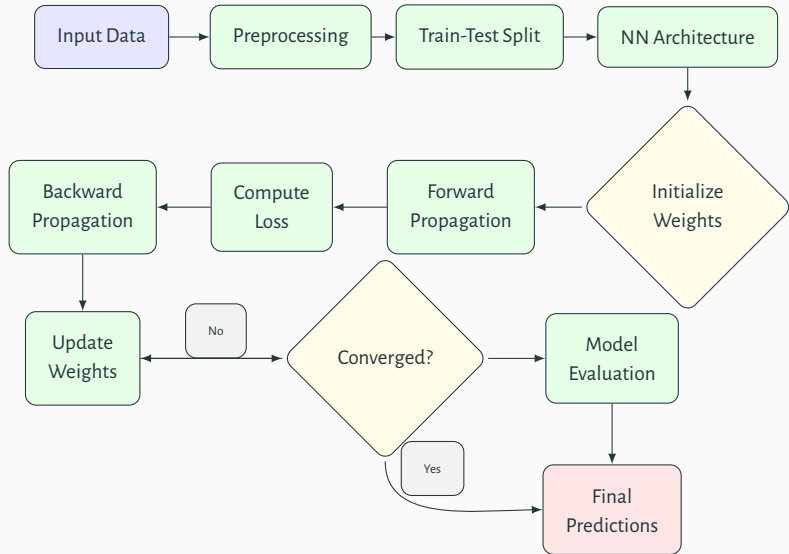 Input Data
Preprocessing
Train-Test Split
NN Architecture
Initialize
Weights
Forward
Propagation
Compute
Loss
Backward
Propagation
Update
Weights
No
Converged?
Model
Evaluation
Yes
Final
Predictions